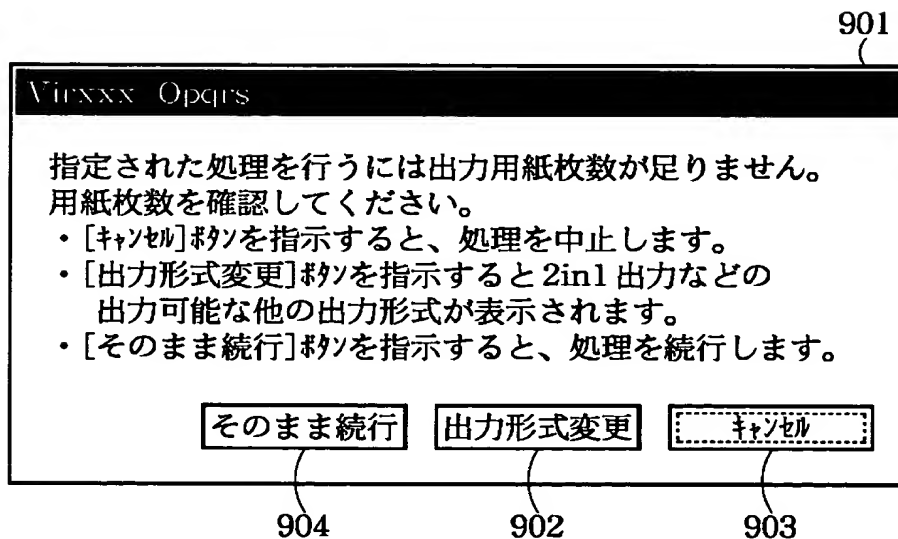 901
Virxxx Opqrs
指定された処理を行うには出力用紙枚数が足りません。
用紙枚数を確認してください。
・[ｷｬﾝｾﾙ]ﾎﾞﾀﾝを指示すると、処理を中止します。
・[出力形式変更]ﾎﾞﾀﾝを指示すると2in1出力などの
出力可能な他の出力形式が表示されます。
・[そのまま続行]ﾎﾞﾀﾝを指示すると、処理を続行します。
そのまま続行 出力形式変更 ｷｬﾝｾﾙ
904 902 903